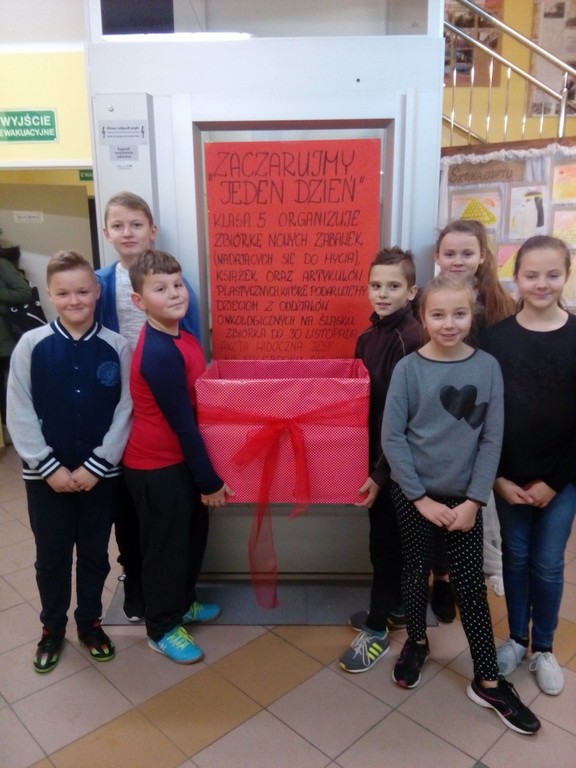 WYJŚCIE
EWAKUACYJNE
„ZACZARUJMY
JEDEN DZIEŃ”
KLASA 5 ORGANIZUJE
ZBIÓRKĘ NOWYCH ZABAWEK
(NADAJĄCYCH SIĘ DO MYCIA),
KSIĄŻEK ORAZ ARTYKUŁÓW
PLASTYCZNYCH, KTÓRE PODARUJEMY
DZIECIOM Z ODDZIAŁÓW
ONKOLOGICZNYCH NA ŚLĄSKU.
ZBIÓRKA DO 30 LISTOPADA